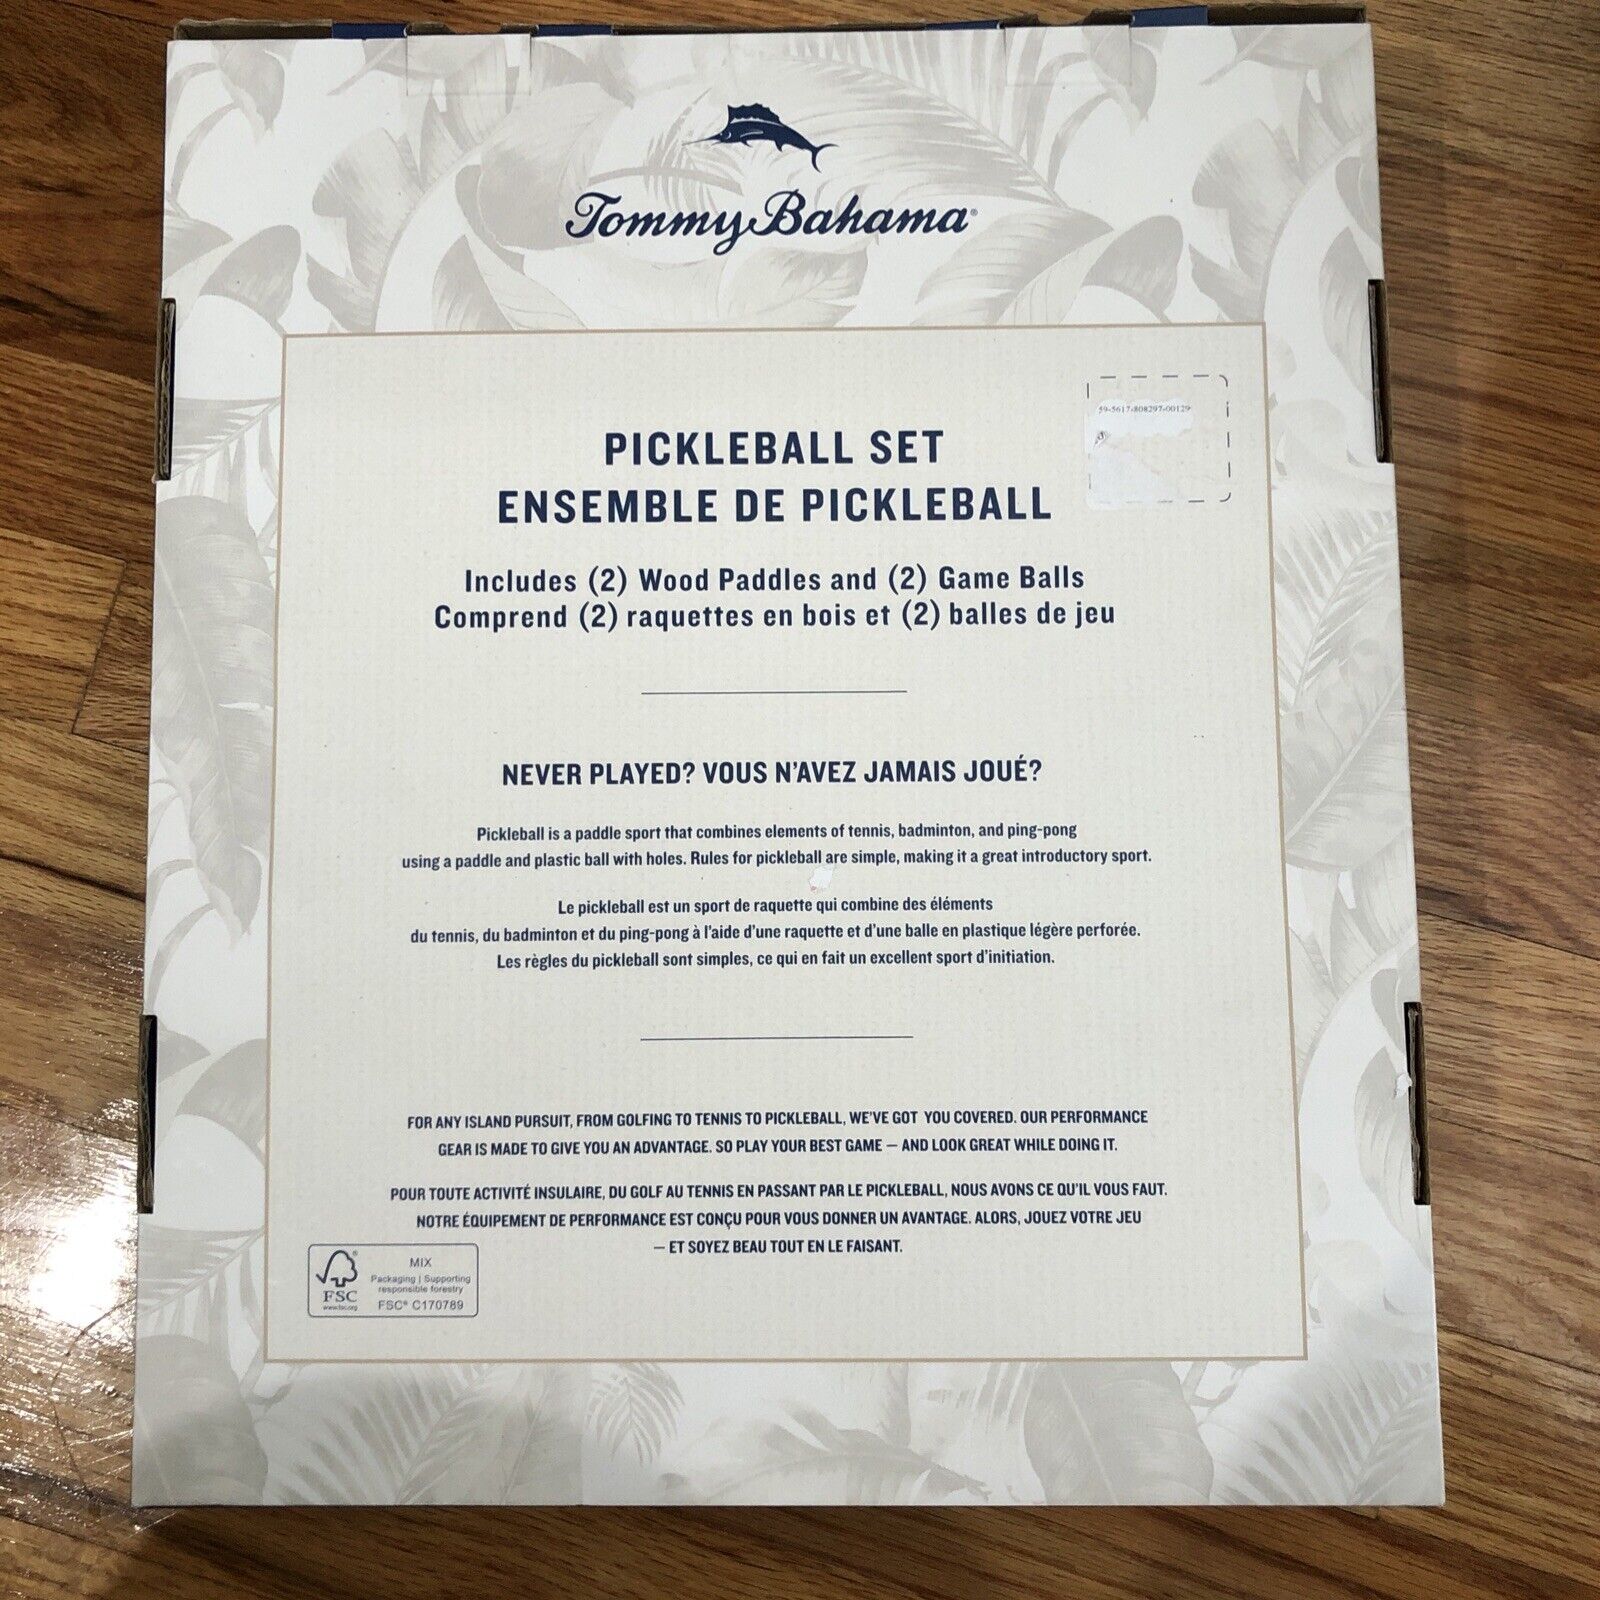 Tommy Bahama®
59-5617-808297-00129
PICKLEBALL SET
ENSEMBLE DE PICKLEBALL
Includes (2) Wood Paddles and (2) Game Balls
Comprend (2) raquettes en bois et (2) balles de jeu
NEVER PLAYED? VOUS N'AVEZ JAMAIS JOUÉ?
Pickleball is a paddle sport that combines elements of tennis, badminton, and ping-pong
using a paddle and plastic ball with holes. Rules for pickleball are simple, making it a great introductory sport.
Le pickleball est un sport de raquette qui combine des éléments
du tennis, du badminton et du ping-pong à l'aide d'une raquette et d'une balle en plastique légère perforée.
Les règles du pickleball sont simples, ce qui en fait un excellent sport d'initiation.
FOR ANY ISLAND PURSUIT, FROM GOLFING TO TENNIS TO PICKLEBALL, WE'VE GOT YOU COVERED. OUR PERFORMANCE
GEAR IS MADE TO GIVE YOU AN ADVANTAGE. SO PLAY YOUR BEST GAME — AND LOOK GREAT WHILE DOING IT.
POUR TOUTE ACTIVITÉ INSULAIRE, DU GOLF AU TENNIS EN PASSANT PAR LE PICKLEBALL, NOUS AVONS CE QU'IL VOUS FAUT.
NOTRE ÉQUIPEMENT DE PERFORMANCE EST CONÇU POUR VOUS DONNER UN AVANTAGE. ALORS, JOUEZ VOTRE JEU
— ET SOYEZ BEAU TOUT EN LE FAISANT.
FSC
www.fsc.org
MIX
Packaging | Supporting
responsible forestry
FSC® C170789